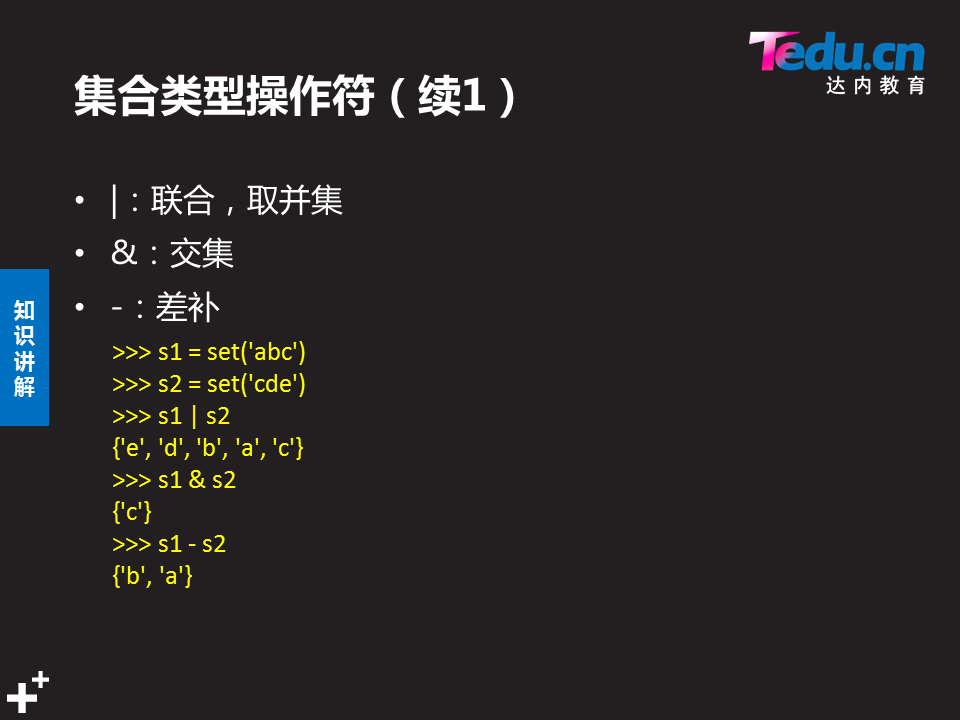 Tedu.cn
达内教育
集合类型操作符（续1）
• |：联合，取并集
• &：交集
• -：差补
>>> s1 = set('abc')
>>> s2 = set('cde')
>>> s1 | s2
{'e', 'd', 'b', 'a', 'c'}
>>> s1 & s2
{'c'}
>>> s1 - s2
{'b', 'a'}
知
识
讲
解